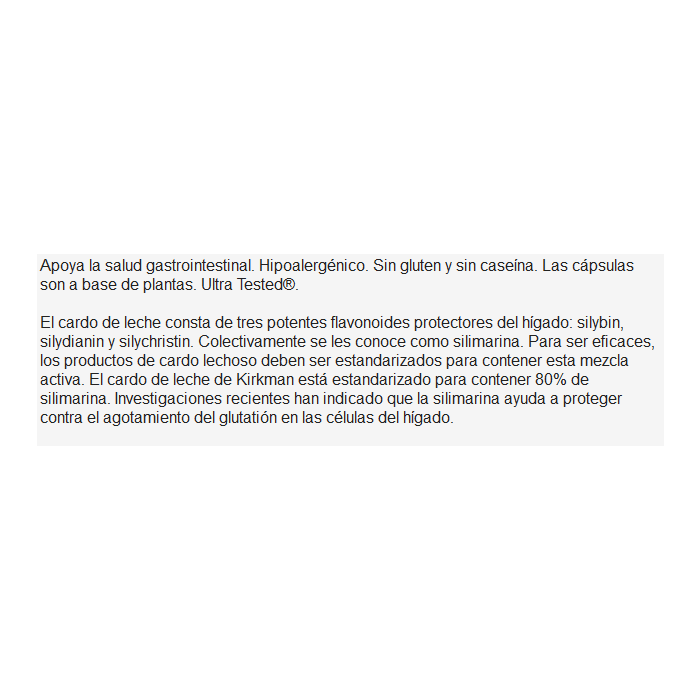 Apoya la salud gastrointestinal. Hipoalergénico. Sin gluten y sin caseína. Las cápsulas
son a base de plantas. Ultra Tested®.
El cardo de leche consta de tres potentes flavonoides protectores del hígado: silybin,
silydianin y silychristin. Colectivamente se les conoce como silimarina. Para ser eficaces,
los productos de cardo lechoso deben ser estandarizados para contener esta mezcla
activa. El cardo de leche de Kirkman está estandarizado para contener 80% de
silimarina. Investigaciones recientes han indicado que la silimarina ayuda a proteger
contra el agotamiento del glutatión en las células del hígado.